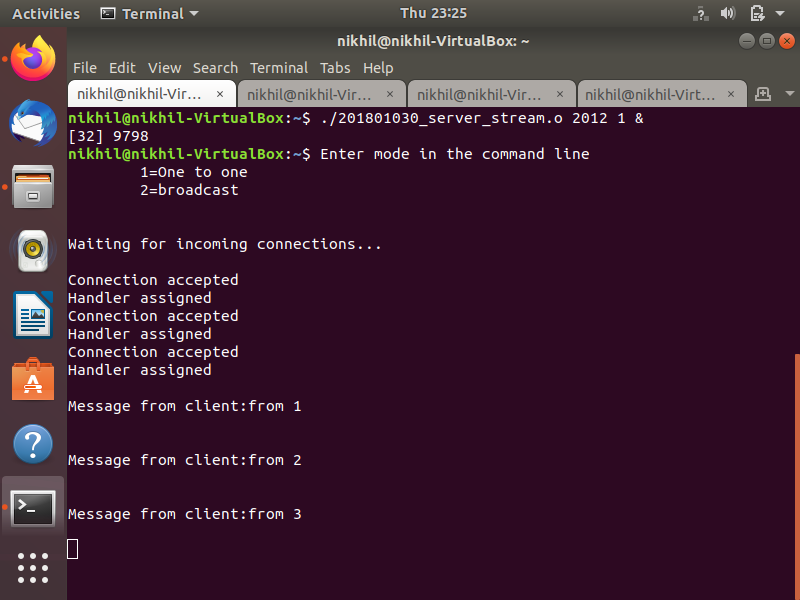 Activities Terminal Thu 23:25
nikhil@nikhil-VirtualBox: ~
File Edit View Search Terminal Tabs Help
nikhil@nikhil-Vir... × nikhil@nikhil-Vir... × nikhil@nikhil-Vir... × nikhil@nikhil-Virt... ×
nikhil@nikhil-VirtualBox:~$ ./201801030_server_stream.o 2012 1 &
[32] 9798
nikhil@nikhil-VirtualBox:~$ Enter mode in the command line
1=One to one
2=broadcast
Waiting for incoming connections...
Connection accepted
Handler assigned
Connection accepted
Handler assigned
Connection accepted
Handler assigned
Message from client:from 1
Message from client:from 2
Message from client:from 3